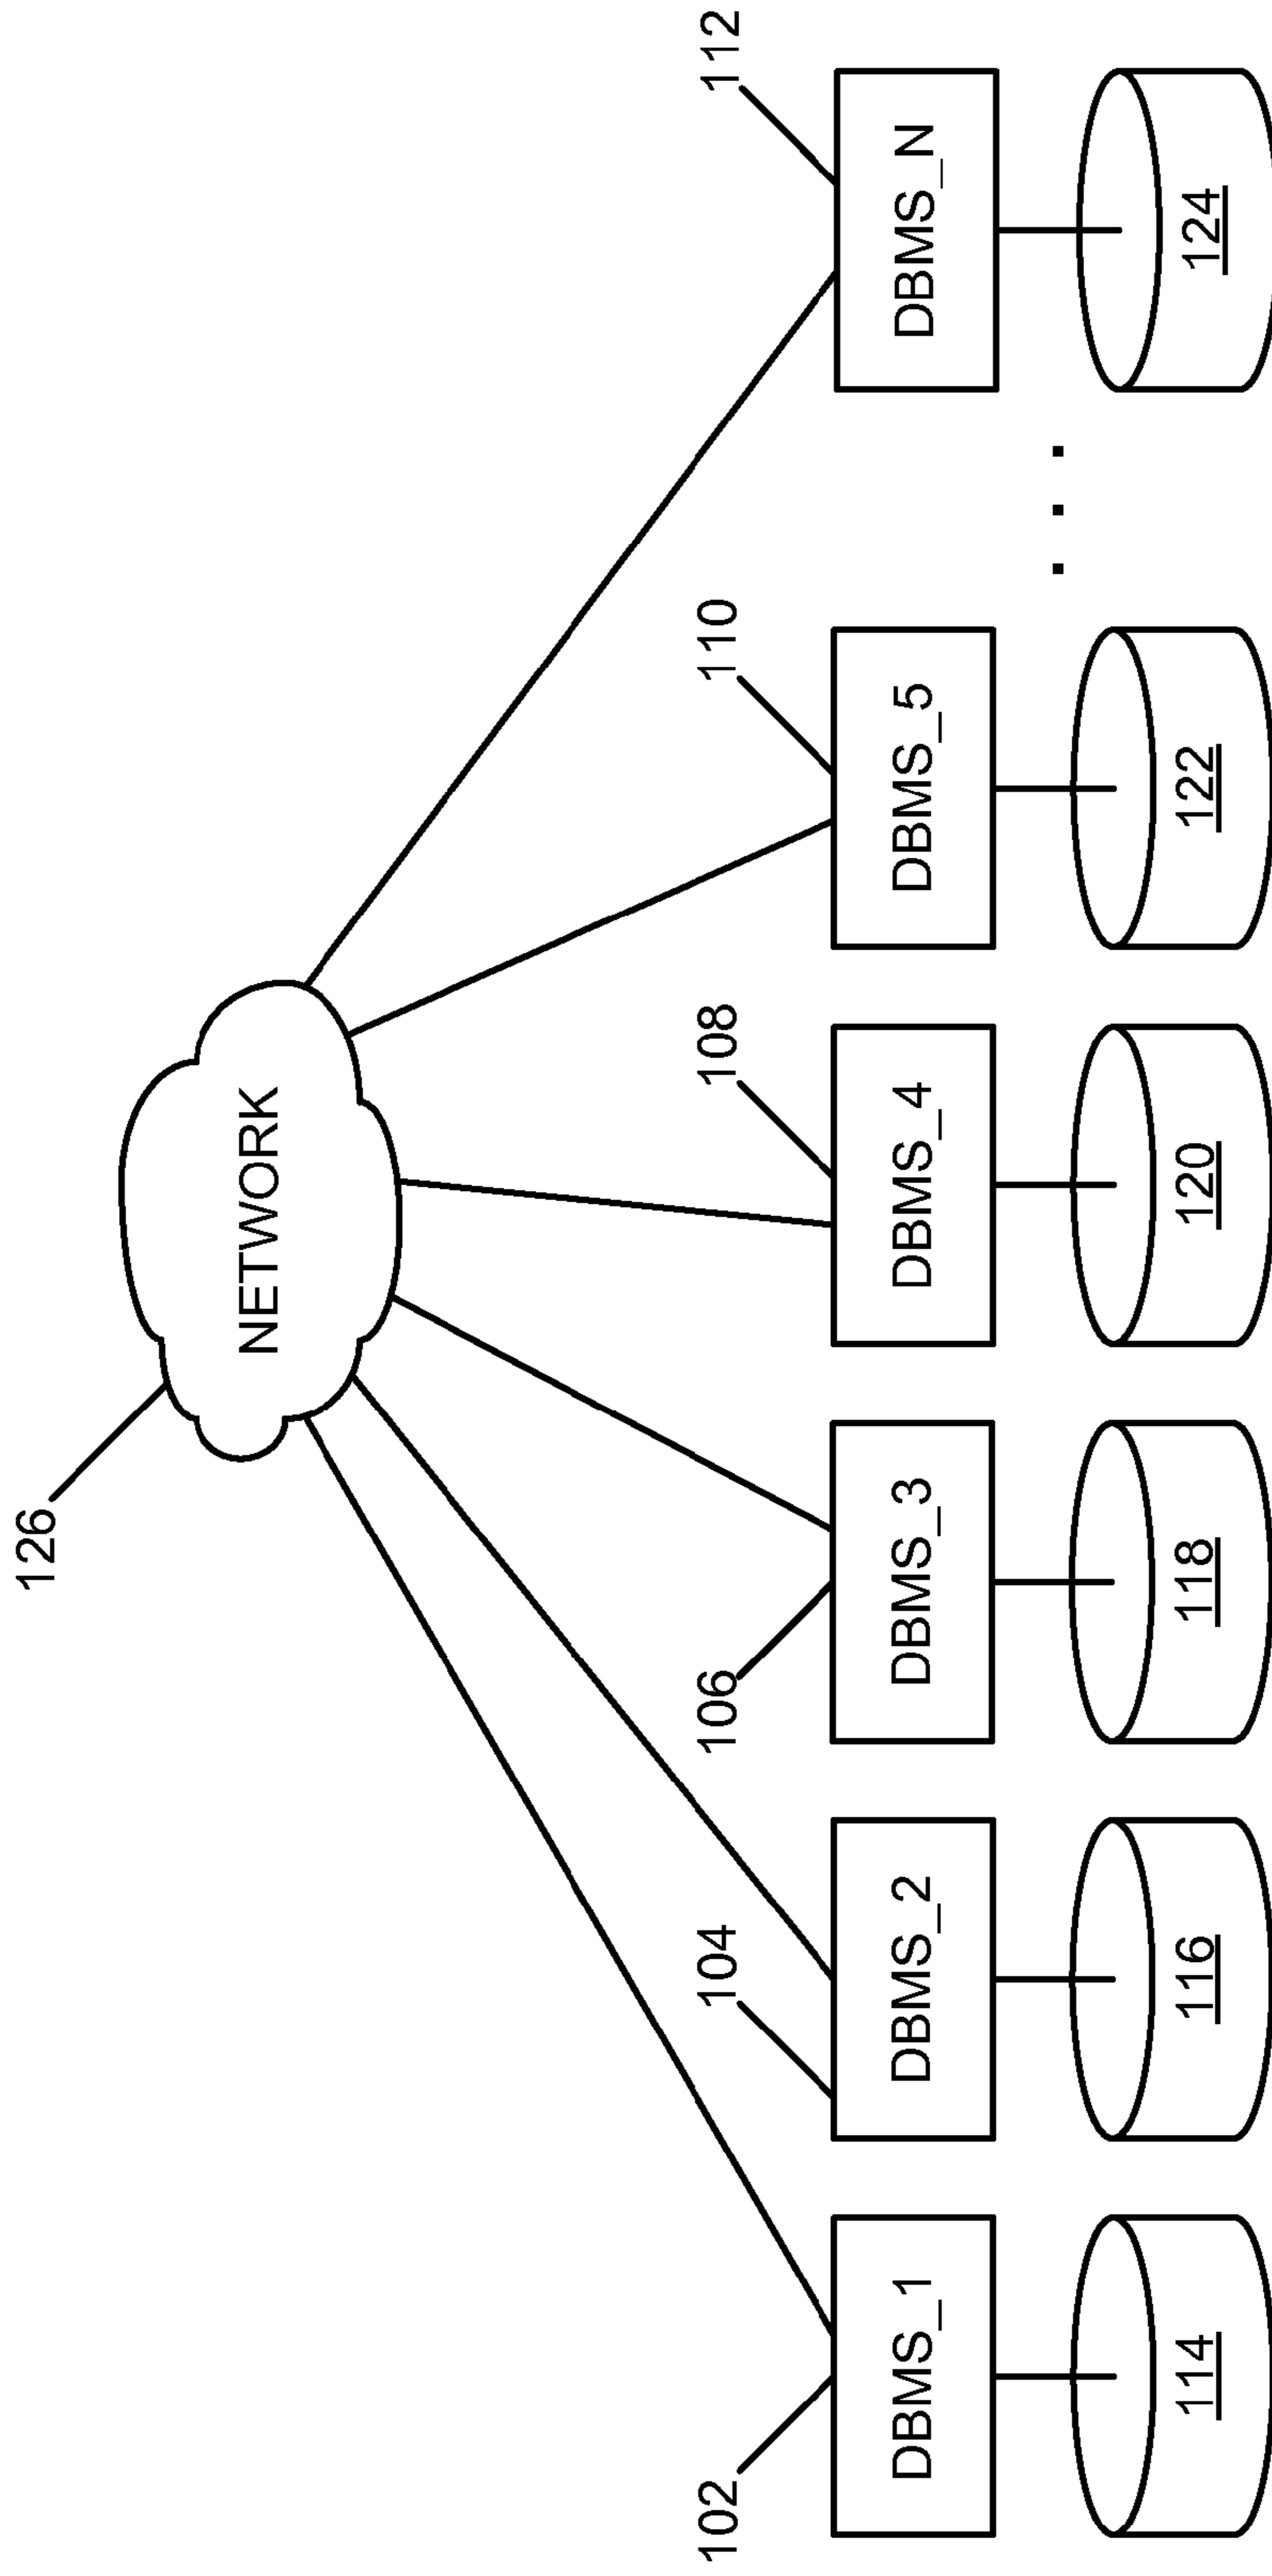 126
NETWORK
102
104
106
108
110
112
DBMS_1
DBMS_2
DBMS_3
DBMS_4
DBMS_5
. . .
DBMS_N
114
116
118
120
122
124